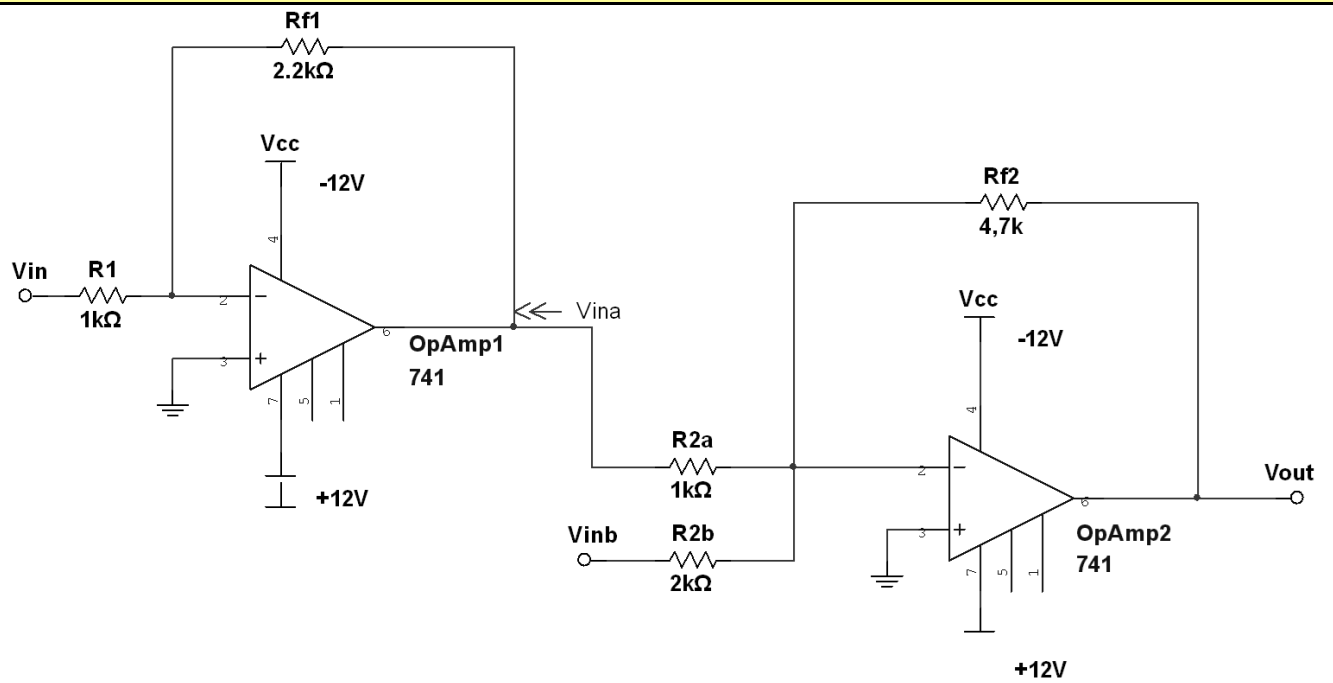 Rf1
2.2kΩ
Vcc
-12V
4
Vin
R1
1kΩ
2
3
6
Vina
OpAmp1
741
7
5
1
+12V
Rf2
4,7k
Vcc
-12V
4
R2a
1kΩ
2
3
6
Vout
Vinb
R2b
2kΩ
OpAmp2
741
7
5
1
+12V